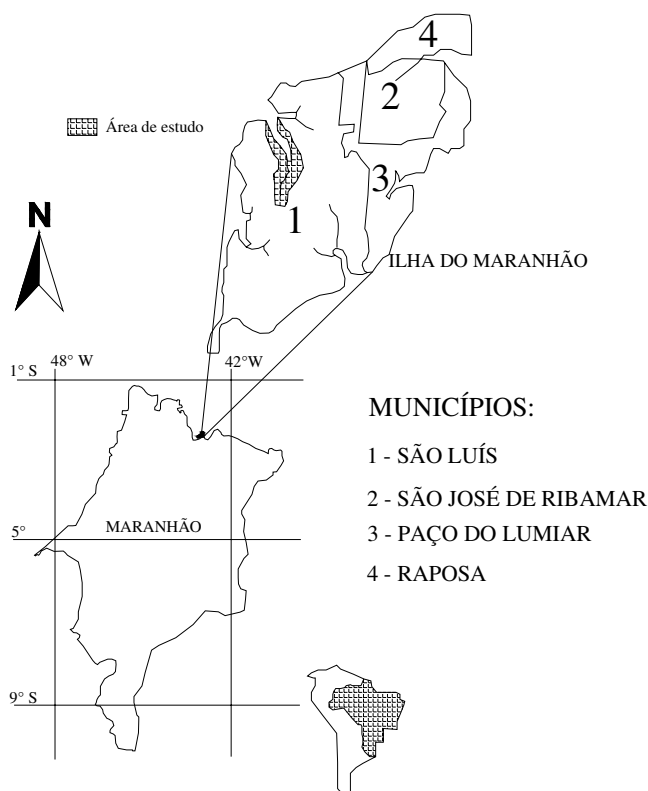 4
2
Área de estudo
3
N
1
ILHA DO MARANHÃO
48° W
42°W
1° S
MUNICÍPIOS:
1 - SÃO LUÍS
2 - SÃO JOSÉ DE RIBAMAR
MARANHÃO
5°
3 - PAÇO DO LUMIAR
4 - RAPOSA
9° S